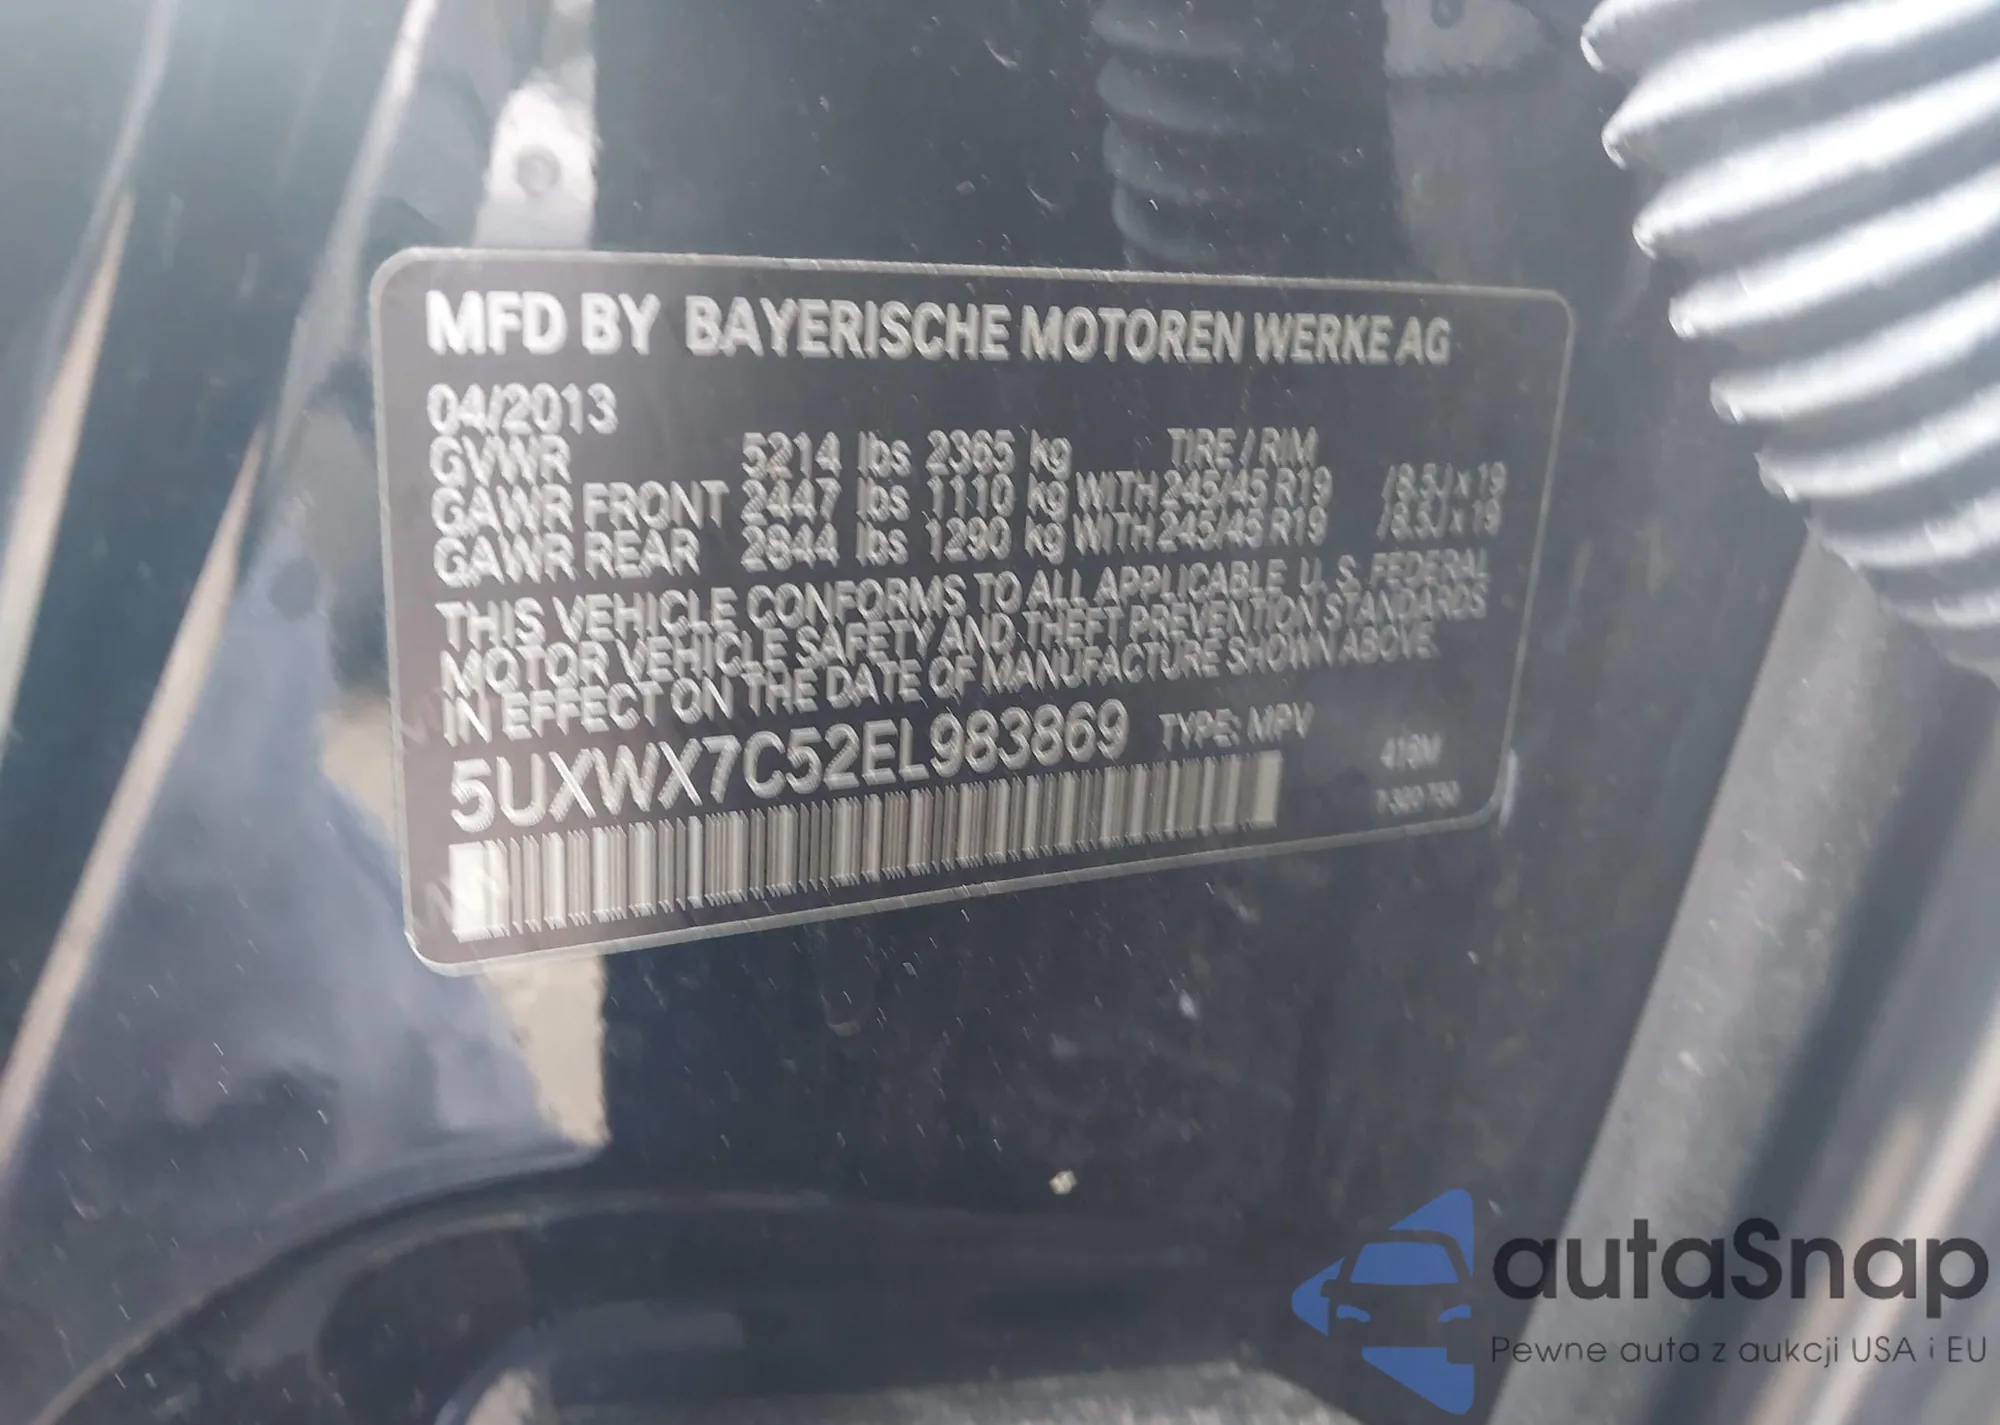 MFD BY BAYERISCHE MOTOREN WERKE AG
04/2013
GVWR 5214 lbs 2365 kg TIRE / RIM
GAWR FRONT 2447 lbs 1110 kg WITH 245/45 R19 / 8.5J x 19
GAWR REAR 2844 lbs 1290 kg WITH 245/45 R19 / 8.5J x 19
THIS VEHICLE CONFORMS TO ALL APPLICABLE U. S. FEDERAL
MOTOR VEHICLE SAFETY AND THEFT PREVENTION STANDARDS
IN EFFECT ON THE DATE OF MANUFACTURE SHOWN ABOVE.
5UXWX7C52EL983869 TYPE: MPV
416M
autaSnap
Pewne auta z aukcji USA i EU